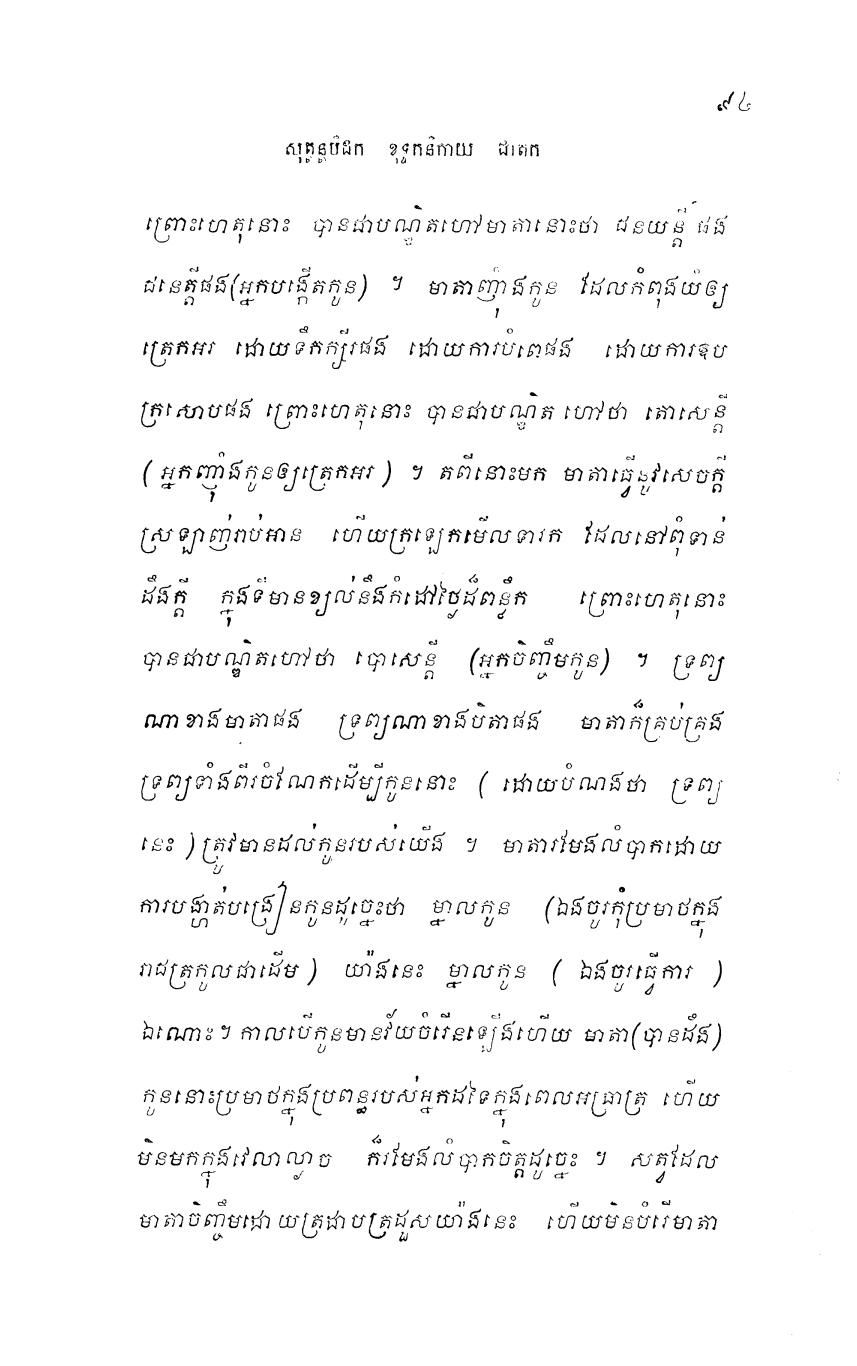 ៩៤
សុត្តន្តបិដក ខុទ្ទកនិកាយ ជាតក
ព្រោះហេតុនោះ បានជាបណ្ឌិតហៅមាតានោះថា ជនយន្តី ផង
ជនេត្តីផង(អ្នកបង្កើតកូន) ។ មាតាញ៉ាំងកូន ដែលកំពុងយំឲ្យ
ត្រេកអរ ដោយទឹកក្សីរផង ដោយការបំពេផង ដោយការឱប
ក្រសោបផង ព្រោះហេតុនោះ បានជាបណ្ឌិត ហៅថា តោសេន្តី
(អ្នកញ៉ាំងកូនឲ្យត្រេកអរ) ។ តពីនោះមក មាតាធ្វើនូវសេចក្តី
ស្រឡាញ់រាប់អាន ហើយក្រឡេកមើលទារក ដែលនៅពុំទាន់
ដឹងក្តី ក្នុងទីមានខ្យល់នឹងកំដៅថ្ងៃដ៏ពន្លឹក ព្រោះហេតុនោះ
បានជាបណ្ឌិតហៅថា បោសេន្តី (អ្នកចិញ្ចឹមកូន) ។ ទ្រព្យ
ណាខាងមាតាផង ទ្រព្យណាខាងបិតាផង មាតាក៏គ្រប់គ្រង
ទ្រព្យទាំងពីរចំណែកដើម្បីកូននោះ ( ដោយបំណងថា ទ្រព្យ
នេះ )ត្រូវមានដល់កូនរបស់យើង ។ មាតារមែងលំបាកដោយ
ការបង្ហាត់បង្រៀនកូនដូច្នេះថា ម្នាលកូន (ឯងចូរកុំប្រមាថក្នុង
រាជត្រកូលជាដើម ) យ៉ាងនេះ ម្នាលកូន ( ឯងចូរធ្វើការ )
ឯណោះ។ កាលបើកូនមានវ័យចំរើនឡើងហើយ មាតា(បានដឹង)
កូននោះប្រមាថក្នុងប្រពន្ធរបស់អ្នកដទៃក្នុងពេលអធ្រាត្រ ហើយ
មិនមកក្នុងវេលាល្ងាច ក៏រមែងលំបាកចិត្តដូច្នេះ ។ សត្វដែល
មាតាចិញ្ចឹមដោយត្រដាបត្រដួសយ៉ាងនេះ ហើយមិនបំរើមាតា